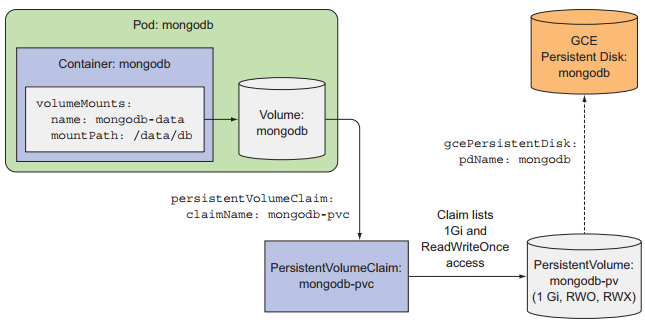 Pod: mongodb
Container: mongodb
volumeMounts:
name: mongodb-data
mountPath: /data/db
Volume:
mongodb
GCE
Persistent Disk:
mongodb
gcePersistentDisk:
pdName: mongodb
persistentVolumeClaim:
claimName: mongodb-pvc
Claim lists
1Gi and
ReadWriteOnce
access
PersistentVolumeClaim:
mongodb-pvc
PersistentVolume:
mongodb-pv
(1 Gi, RWO, RWX)